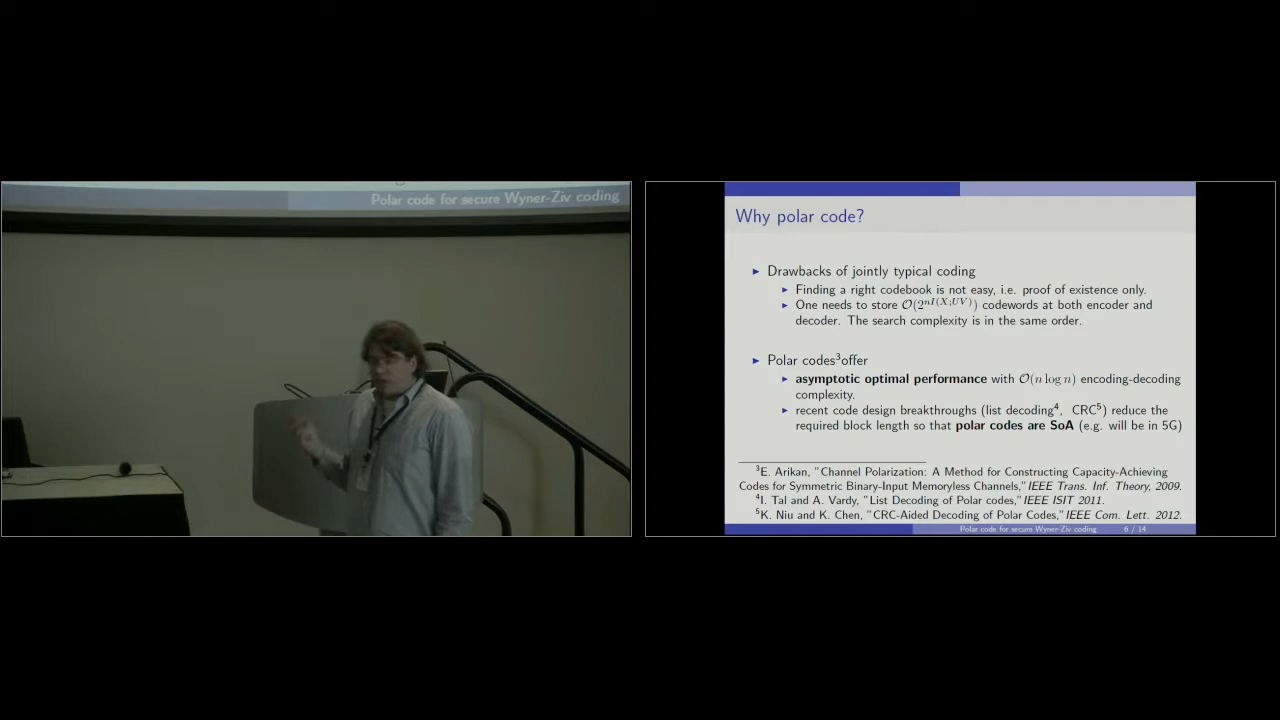 Polar code for secure Wyner-Ziv coding
Why polar code?
► Drawbacks of jointly typical coding
► Finding a right codebook is not easy, i.e. proof of existence only.
► One needs to store O(2^{nI(X;UV)}) codewords at both encoder and
decoder. The search complexity is in the same order.
► Polar codes³offer
► asymptotic optimal performance with O(n log n) encoding-decoding
complexity.
► recent code design breakthroughs (list decoding⁴, CRC⁵) reduce the
required block length so that polar codes are SoA (e.g. will be in 5G)
³E. Arikan, "Channel Polarization: A Method for Constructing Capacity-Achieving
Codes for Symmetric Binary-Input Memoryless Channels," IEEE Trans. Inf. Theory, 2009.
⁴I. Tal and A. Vardy, "List Decoding of Polar codes," IEEE ISIT 2011.
⁵K. Niu and K. Chen, "CRC-Aided Decoding of Polar Codes," IEEE Com. Lett. 2012.
Polar code for secure Wyner-Ziv coding 6 / 14